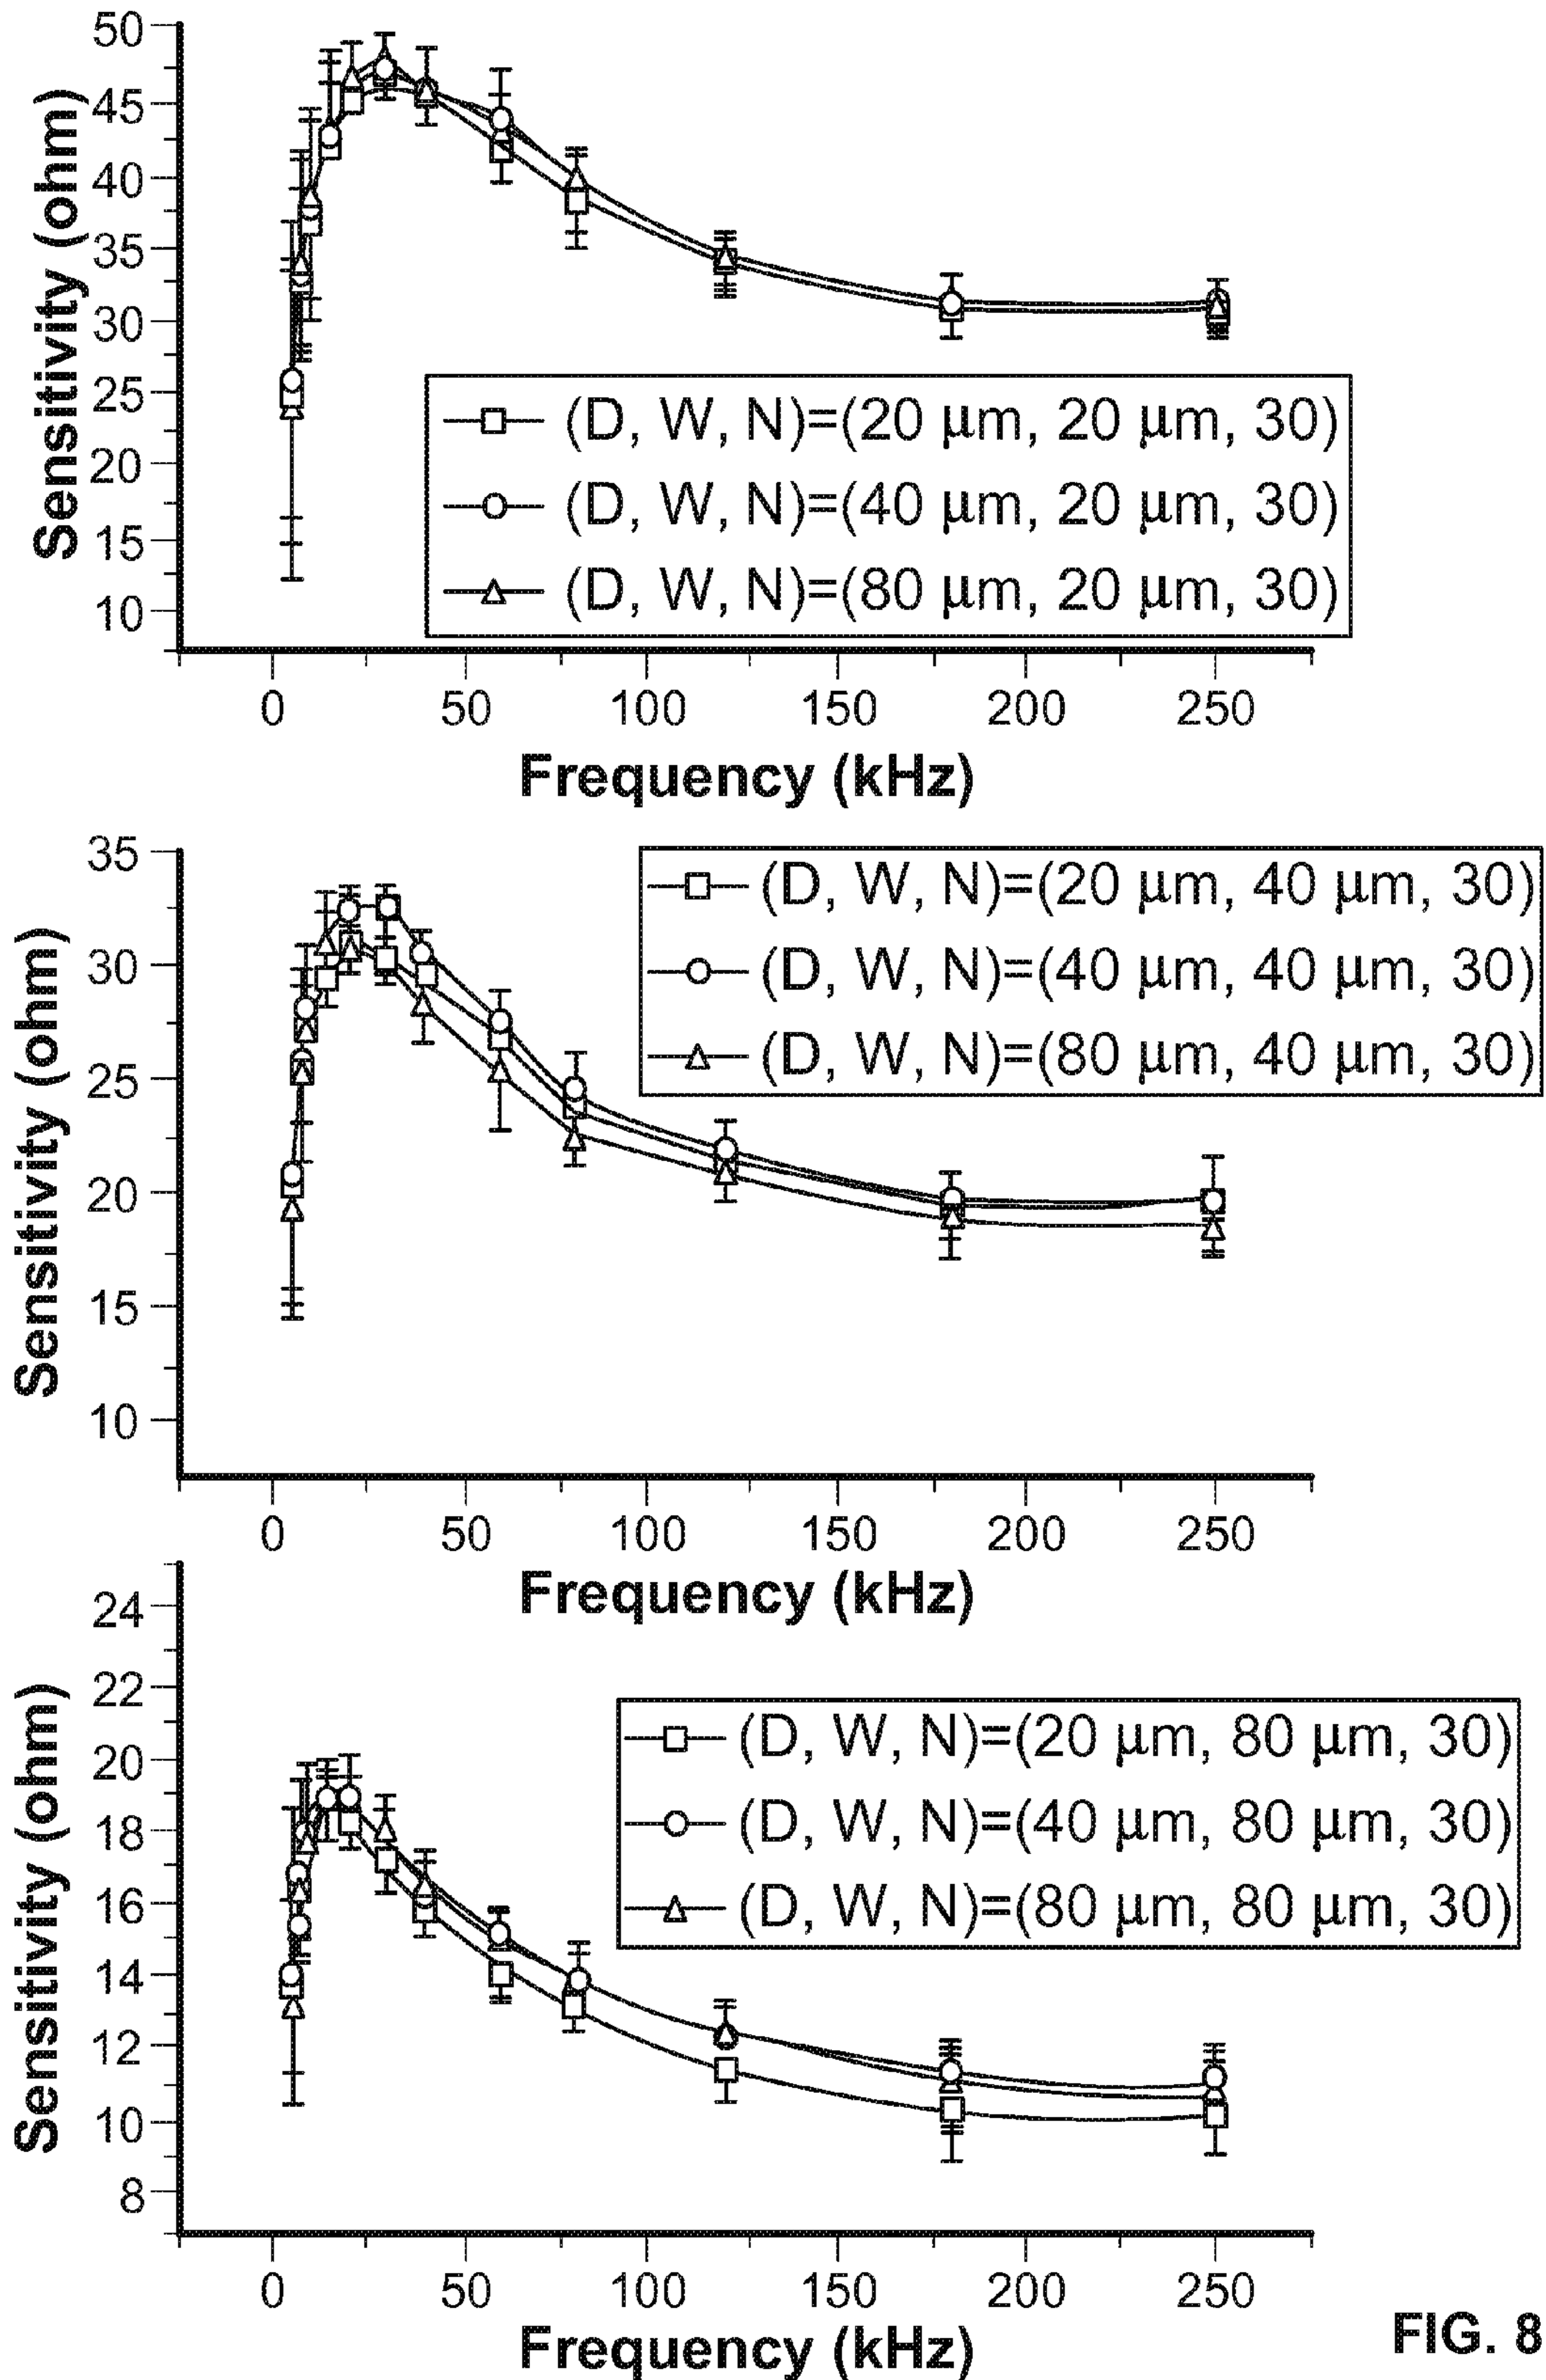 50
45
40
35
30
25
20
15
10
Sensitivity (ohm)
(D, W, N)=(20 μm, 20 μm, 30)
(D, W, N)=(40 μm, 20 μm, 30)
(D, W, N)=(80 μm, 20 μm, 30)
0 50 100 150 200 250
Frequency (kHz)
35
30
25
20
15
10
Sensitivity (ohm)
(D, W, N)=(20 μm, 40 μm, 30)
(D, W, N)=(40 μm, 40 μm, 30)
(D, W, N)=(80 μm, 40 μm, 30)
0 50 100 150 200 250
Frequency (kHz)
24
22
20
18
16
14
12
10
8
Sensitivity (ohm)
(D, W, N)=(20 μm, 80 μm, 30)
(D, W, N)=(40 μm, 80 μm, 30)
(D, W, N)=(80 μm, 80 μm, 30)
0 50 100 150 200 250
Frequency (kHz)
FIG. 8